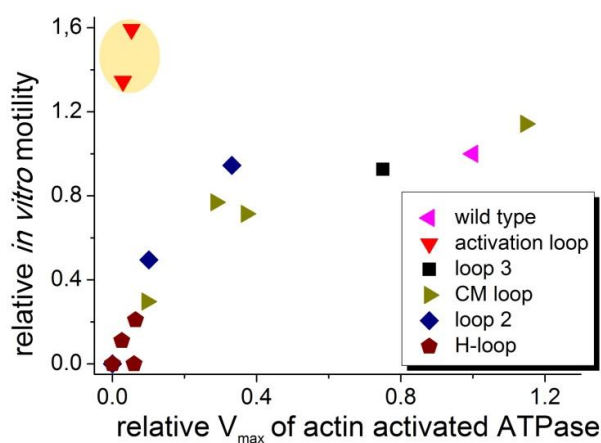 relative in vitro motility
1.6
1.2
0.8
0.4
0.0
0.0 0.4 0.8 1.2
relative Vmax of actin activated ATPase
wild type
activation loop
loop 3
CM loop
loop 2
H-loop